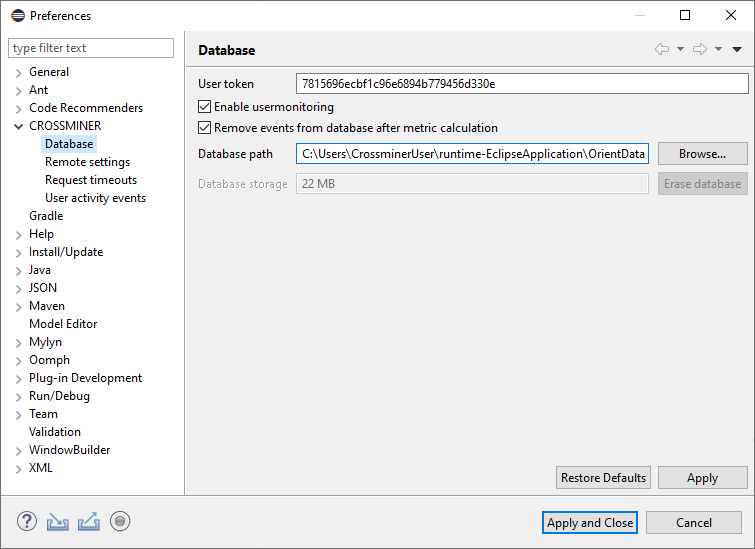 Preferences
type filter text
General
Ant
Code Recommenders
CROSSMINER
Database
Remote settings
Request timeouts
User activity events
Gradle
Help
Install/Update
Java
JSON
Maven
Model Editor
Mylyn
Oomph
Plug-in Development
Run/Debug
Team
Validation
WindowBuilder
XML
Database
User token 7815696ecbf1c96e6894b779456d330e
Enable usermonitoring
Remove events from database after metric calculation
Database path C:\Users\CrossminerUser\runtime-EclipseApplication\OrientData Browse...
Database storage 22 MB Erase database
Restore Defaults Apply
Apply and Close Cancel